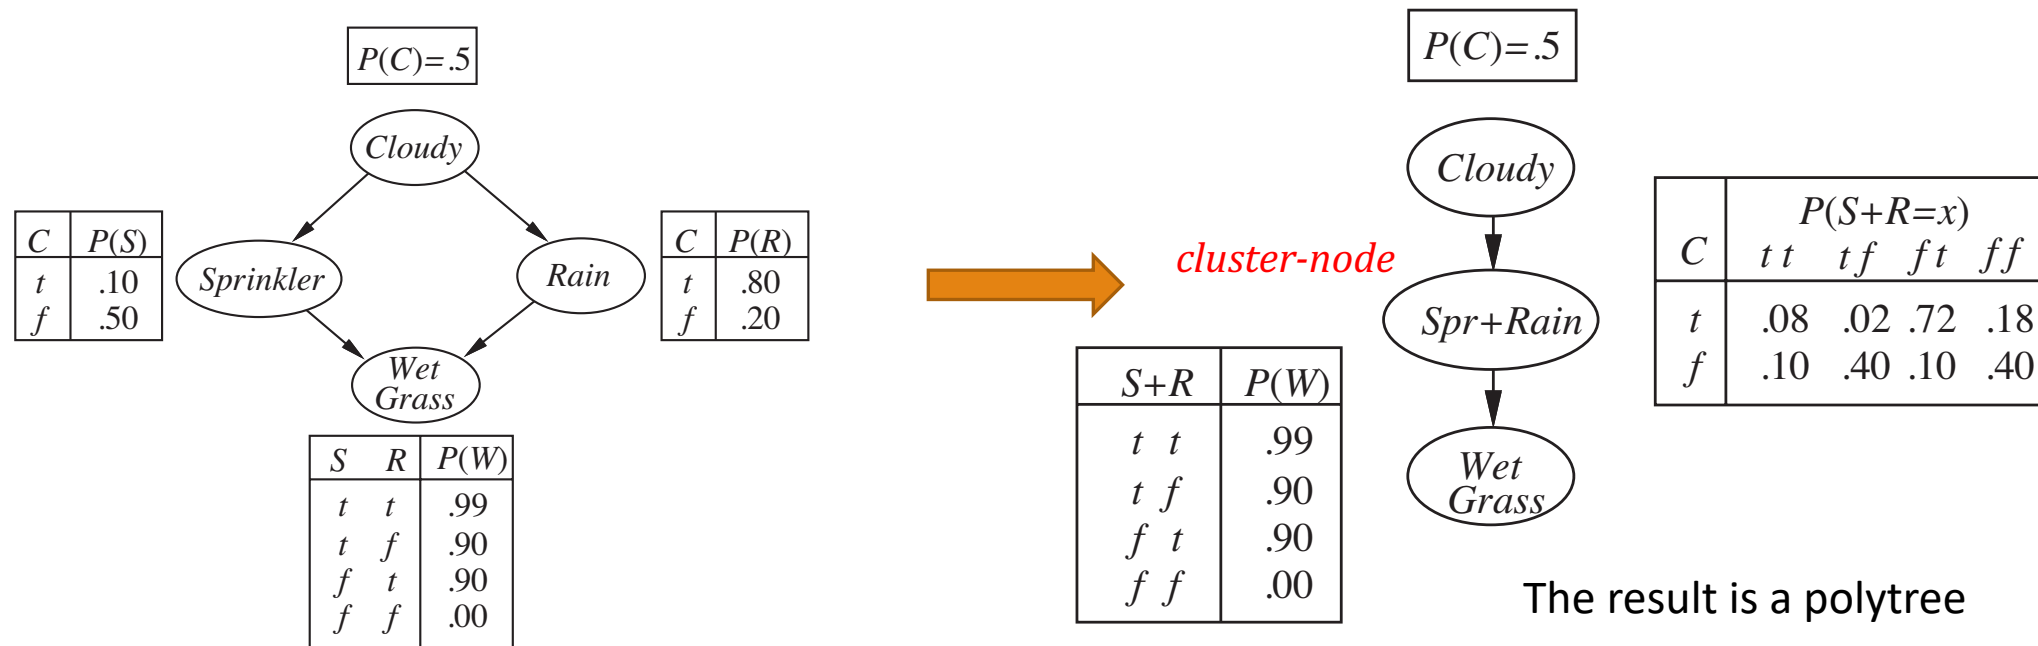 P(C)=.5
Cloudy
C P(S)
t .10
f .50
Sprinkler
Rain
C P(R)
t .80
f .20
Wet
Grass
S R P(W)
t t .99
t f .90
f t .90
f f .00
cluster-node
P(C)=.5
Cloudy
Spr+Rain
Wet
Grass
P(S+R=x)
C t t t f f t f f
t .08 .02 .72 .18
f .10 .40 .10 .40
S+R P(W)
t t .99
t f .90
f t .90
f f .00
The result is a polytree